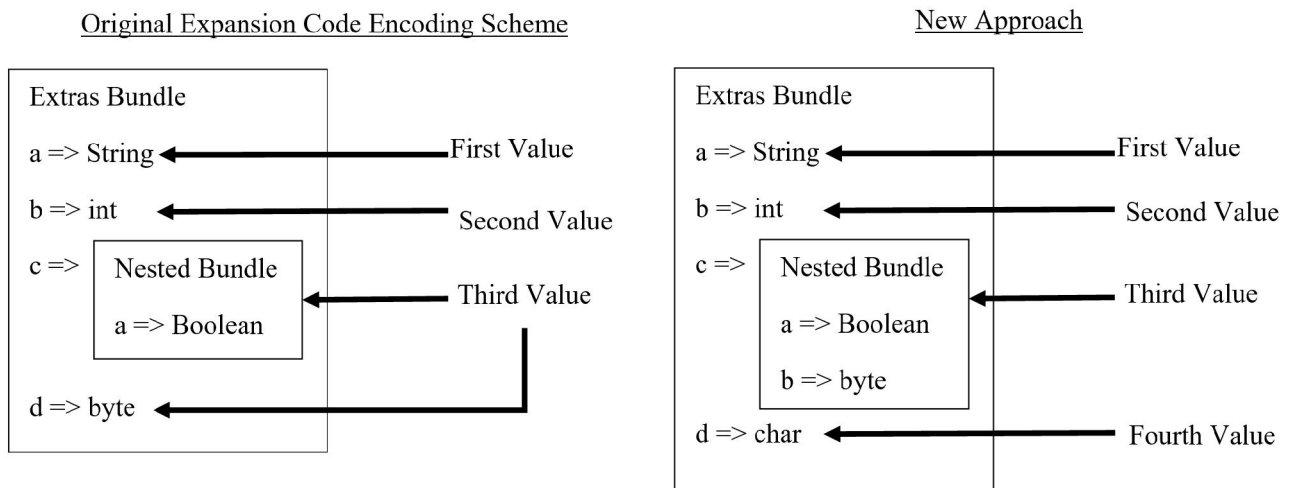 Original Expansion Code Encoding Scheme
Extras Bundle
a => String
First Value
b => int
Second Value
c =>
Nested Bundle
Third Value
a => Boolean
d => byte
New Approach
Extras Bundle
a => String
First Value
b => int
Second Value
c =>
Nested Bundle
Third Value
a => Boolean
b => byte
d => char
Fourth Value